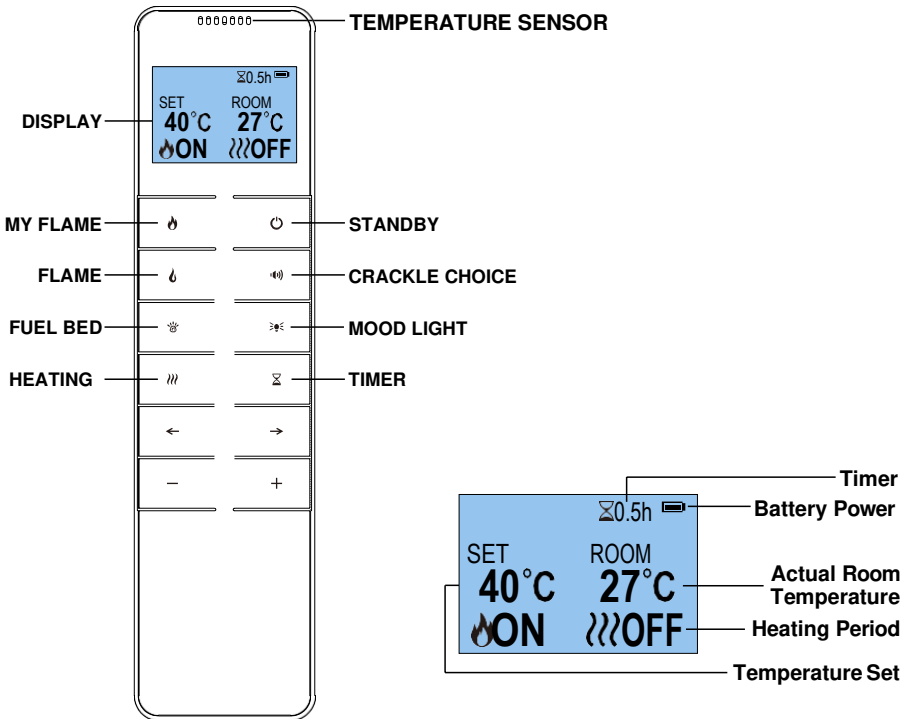 TEMPERATURE SENSOR
0.5h
SET ROOM
40°C 27°C
ON OFF
DISPLAY
MY FLAME
STANDBY
FLAME
CRACKLE CHOICE
FUEL BED
MOOD LIGHT
HEATING
TIMER
← →
− +
Timer
0.5h
Battery Power
SET ROOM
40°C 27°C
Actual Room
Temperature
ON OFF
Heating Period
Temperature Set